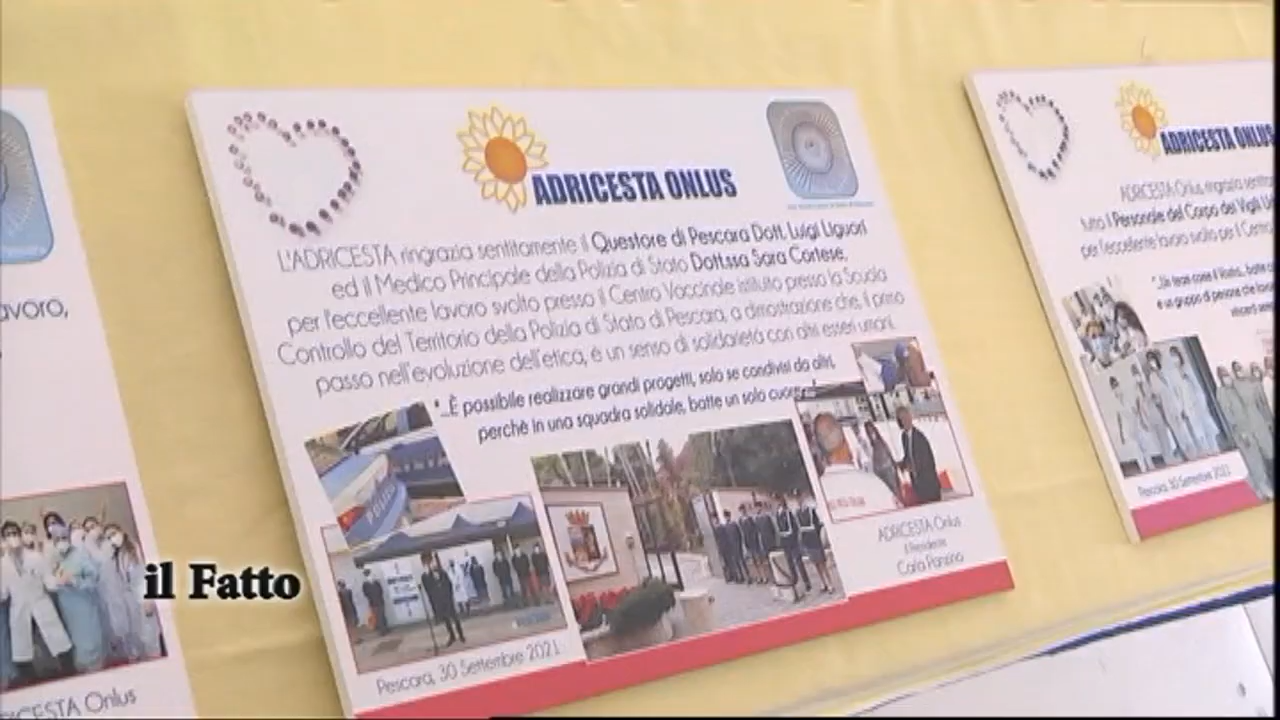 avoro,
CESTA Onlus
ADRICESTA ONLUS
L'ADRICESTA ringrazia sentitamente il Questore di Pescara Dott. Luigi Liguori
ed il Medico Principale della Polizia di Stato Dott.ssa Sara Cortese,
per l'eccellente lavoro svolto presso il Centro Vaccinale istituito presso la Scuola
Controllo del Territorio della Polizia di Stato di Pescara, a dimostrazione che, il primo
passo nell'evoluzione dell'etica, è un senso di solidarietà con altri esseri umani.
"...È possibile realizzare grandi progetti, solo se condivisi da altri,
perchè in una squadra solidale, batte un solo cuore
ADRICESTA Onlus
Il Presidente
Carla Panzino
Pescara, 30 Settembre 2021
ADRICESTA ONLUS
ADRICESTA Onlus ringrazia sentita
tutto il Personale del Corpo dei Vigili U
per l'eccellente lavoro svolto per il Centro
Pescara, 30 Settembre 2021
il Fatto